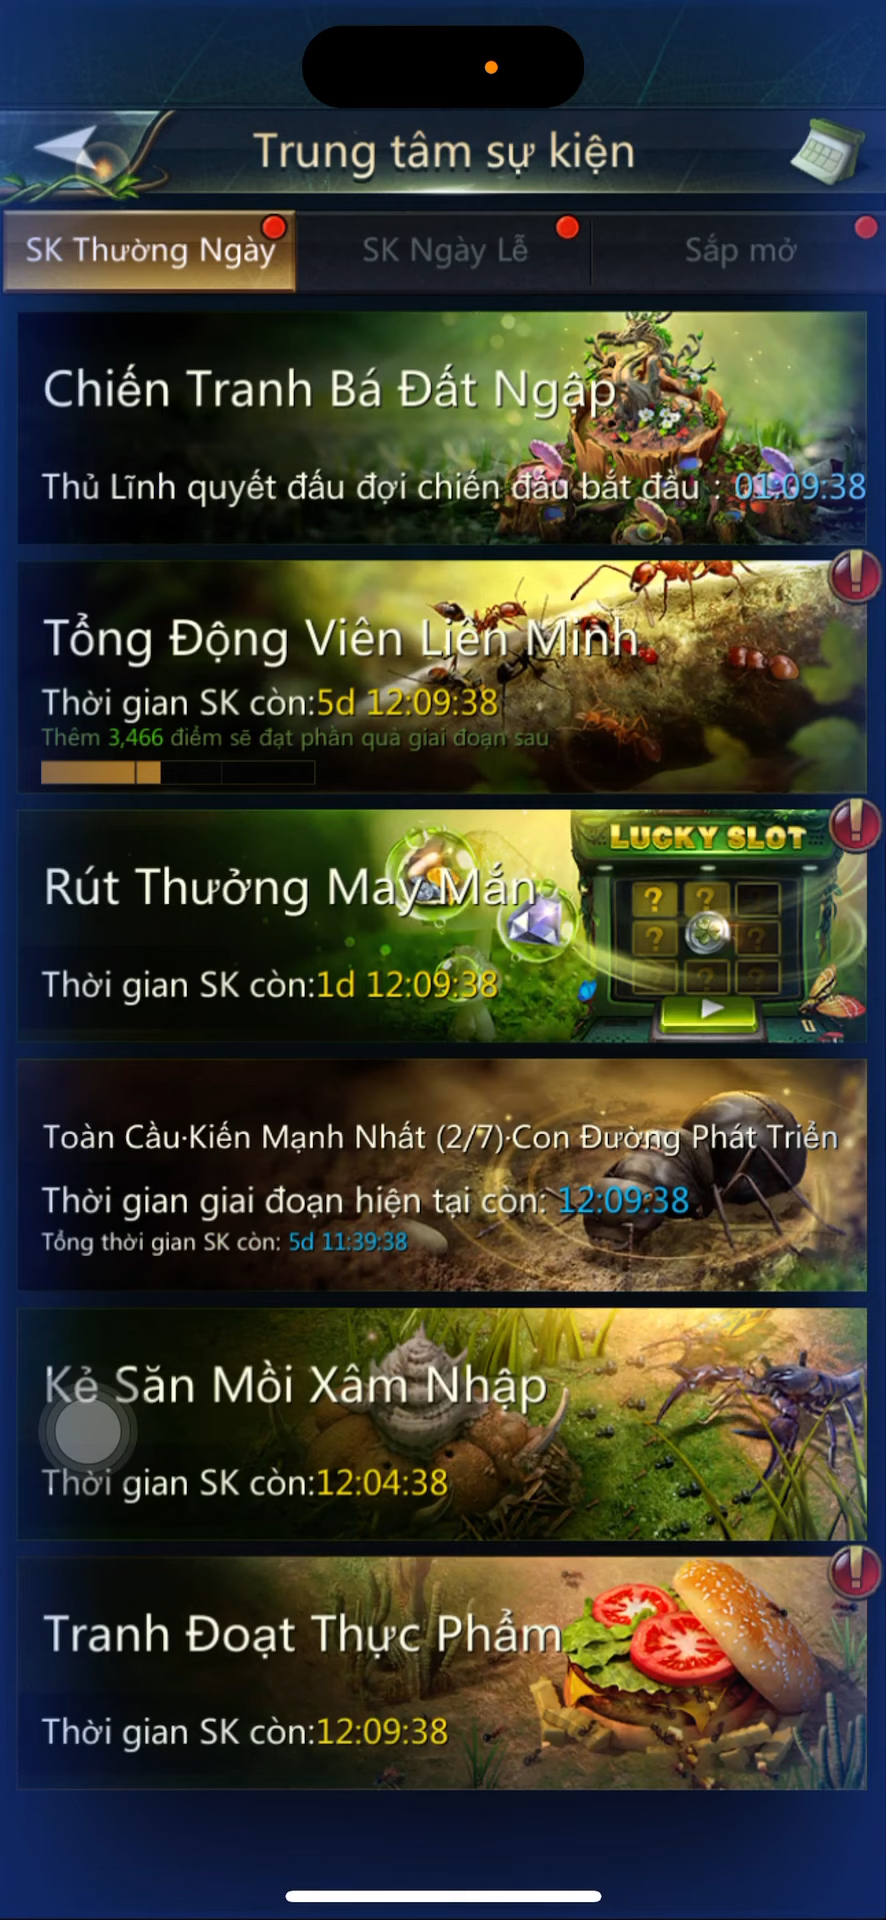 Trung tâm sự kiện
SK Thường Ngày
SK Ngày Lễ
Sắp mở
Chiến Tranh Bá Đất Ngập
Thủ Lĩnh quyết đấu đợi chiến đấu bắt đầu : 01:09:38
Tổng Động Viên Liên Minh
Thời gian SK còn:5d 12:09:38
Thêm 3,466 điểm sẽ đạt phần quà giai đoạn sau
Rút Thưởng May Mắn
LUCKY SLOT
Thời gian SK còn:1d 12:09:38
Toàn Cầu·Kiến Mạnh Nhất (2/7)·Con Đường Phát Triển
Thời gian giai đoạn hiện tại còn: 12:09:38
Tổng thời gian SK còn: 5d 11:39:38
Kẻ Săn Mồi Xâm Nhập
Thời gian SK còn:12:04:38
Tranh Đoạt Thực Phẩm
Thời gian SK còn:12:09:38